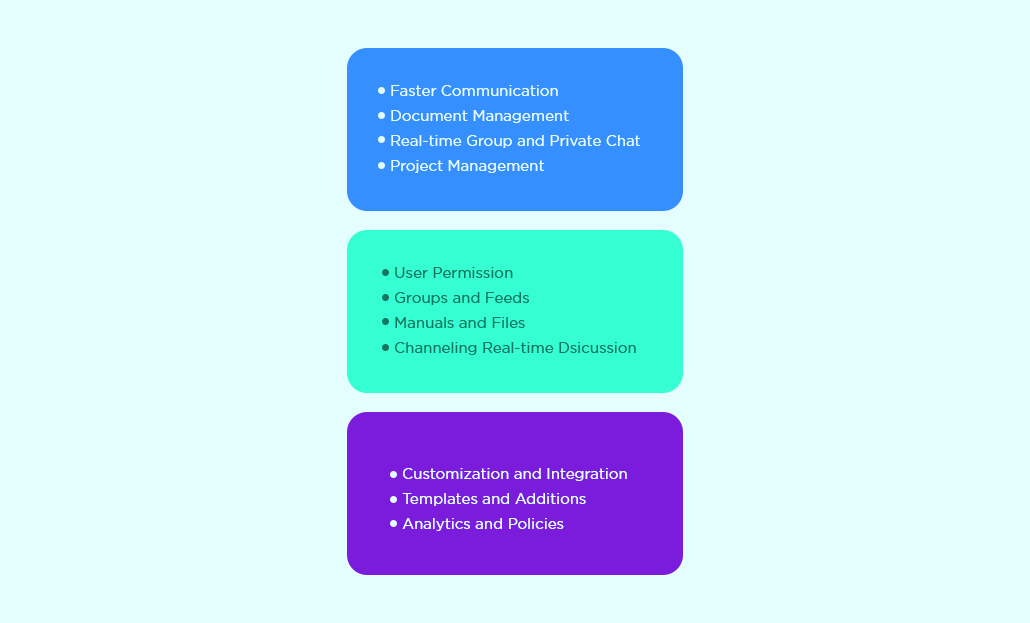 • Faster Communication
• Document Management
• Real-time Group and Private Chat
• Project Management
• User Permission
• Groups and Feeds
• Manuals and Files
• Channeling Real-time Dsicussion
• Customization and Integration
• Templates and Additions
• Analytics and Policies